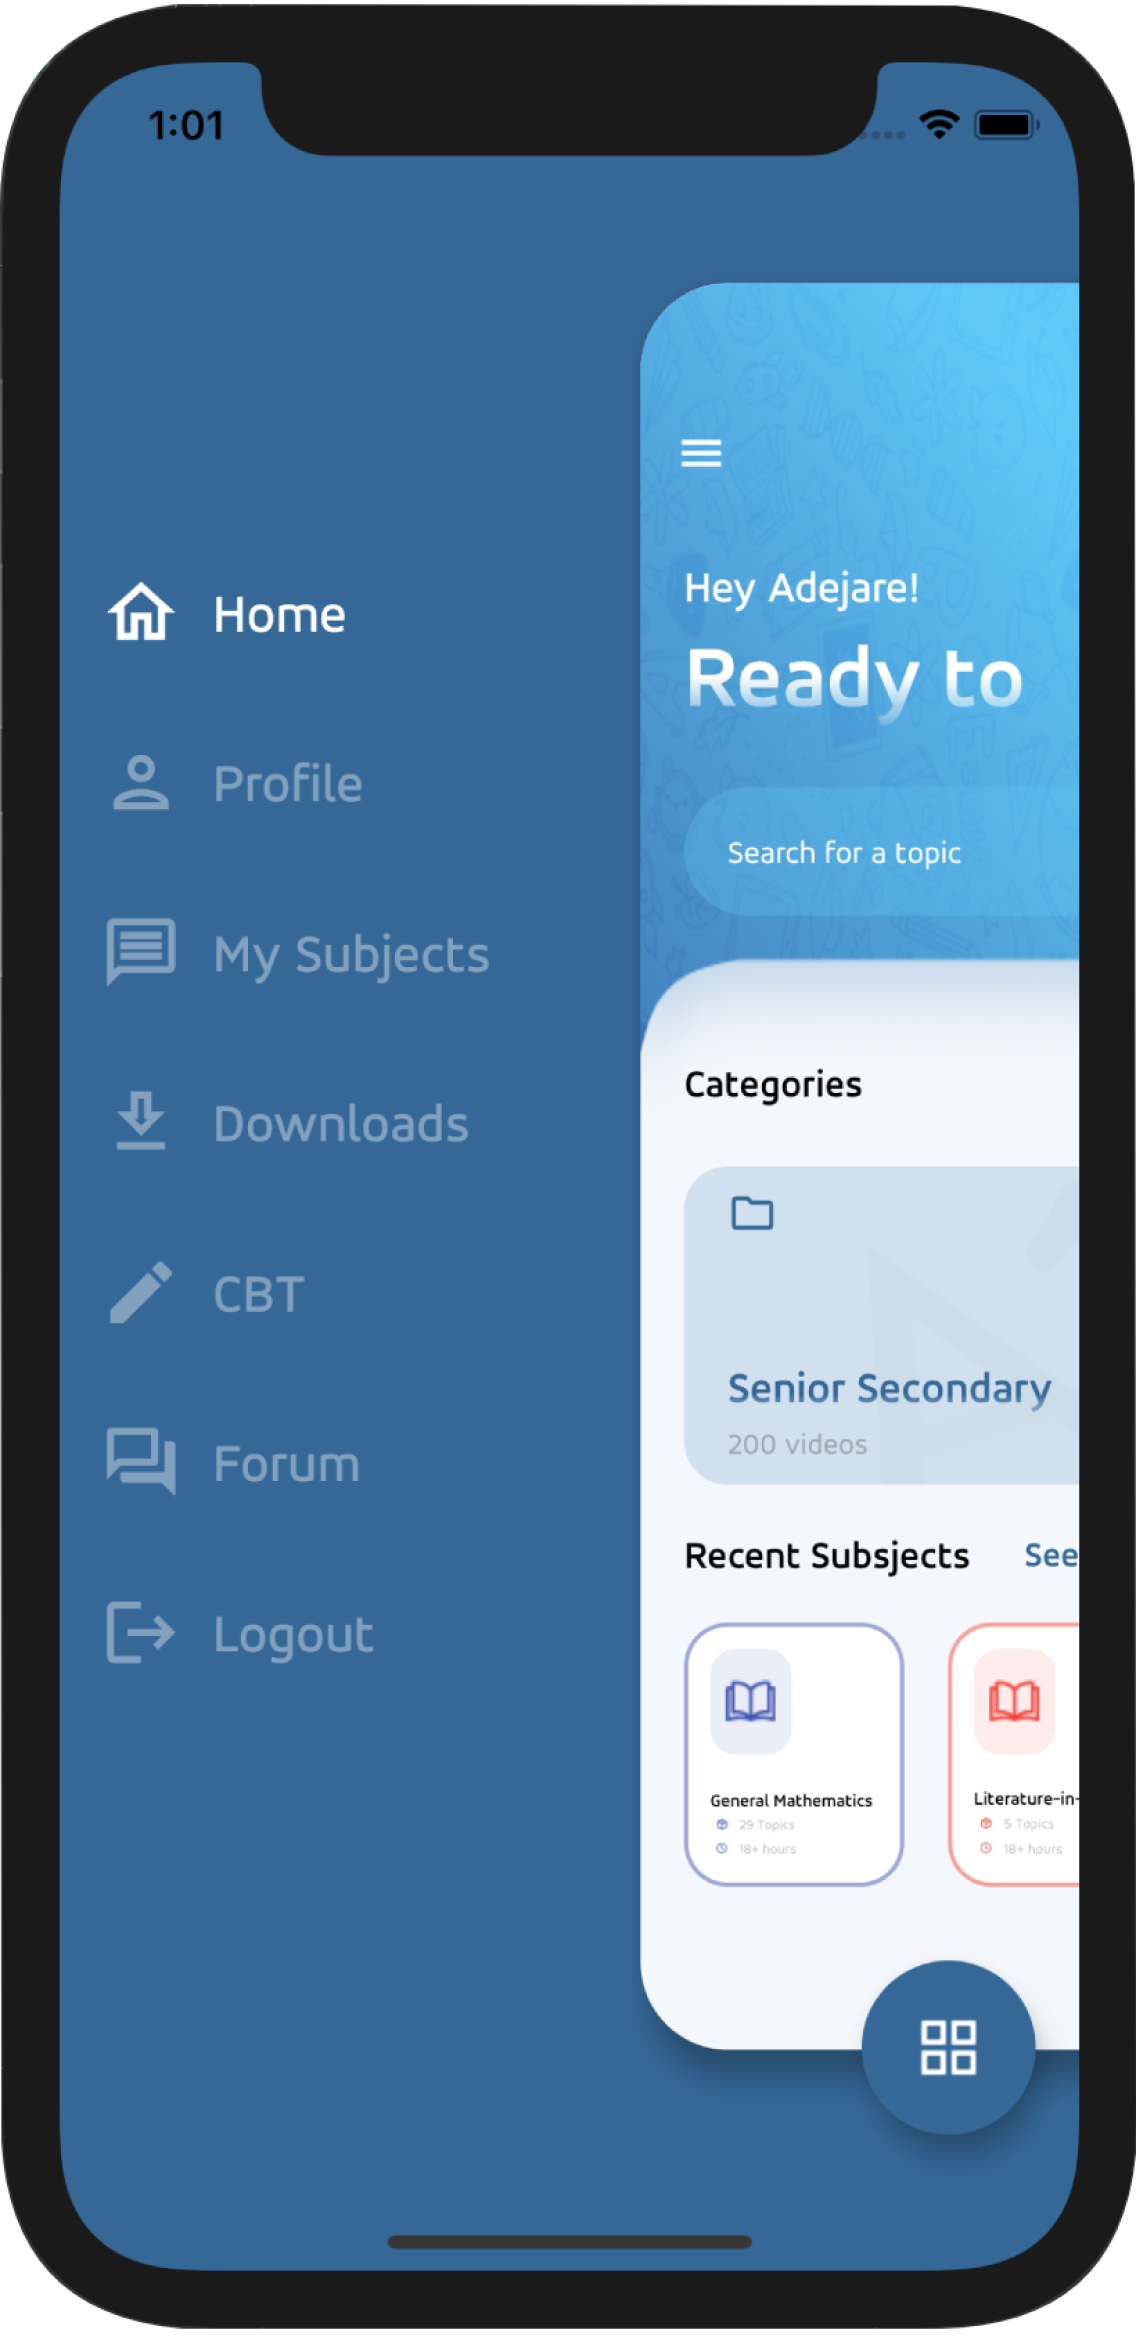 1:01
Home
Profile
My Subjects
Downloads
CBT
Forum
Logout
Hey Adejare!
Ready to
Search for a topic
Categories
Senior Secondary
200 videos
Recent Subsjects See
General Mathematics
29 Topics
18+ hours
Literature-in-
5 Topics
18+ hours